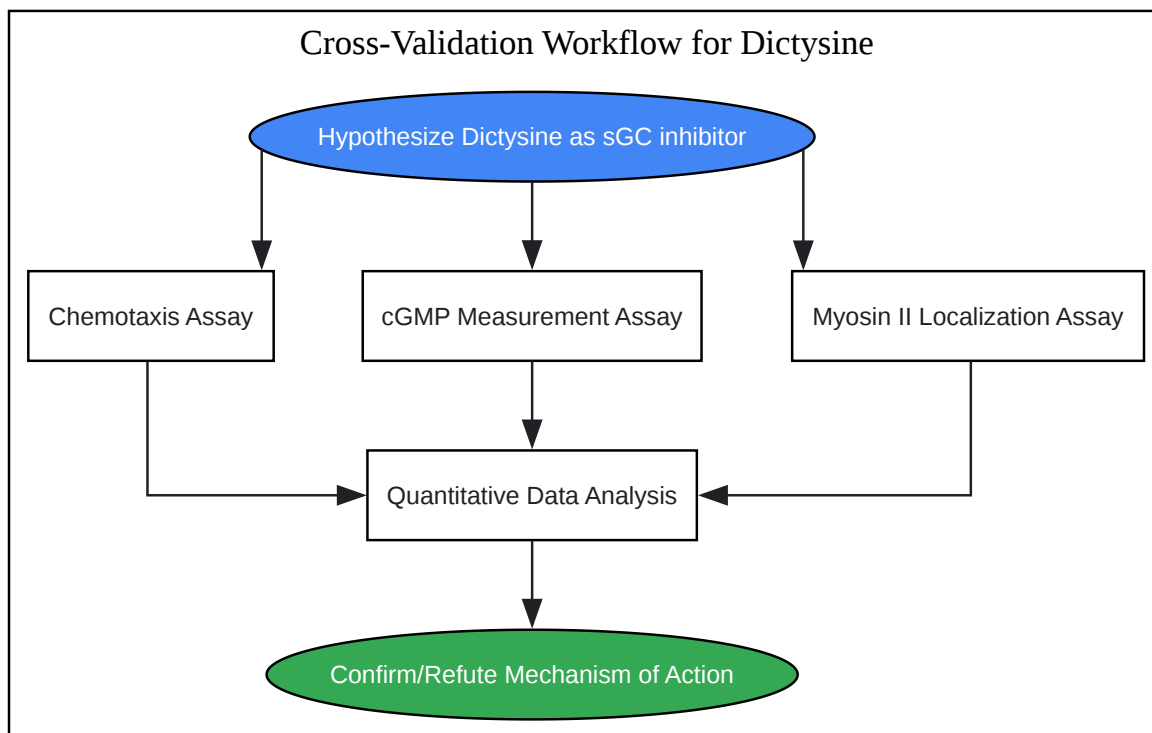 Cross-Validation Workflow for Dictysine
Hypothesize Dictysine as sGC inhibitor
Chemotaxis Assay
cGMP Measurement Assay
Myosin II Localization Assay
Quantitative Data Analysis
Confirm/Refute Mechanism of Action